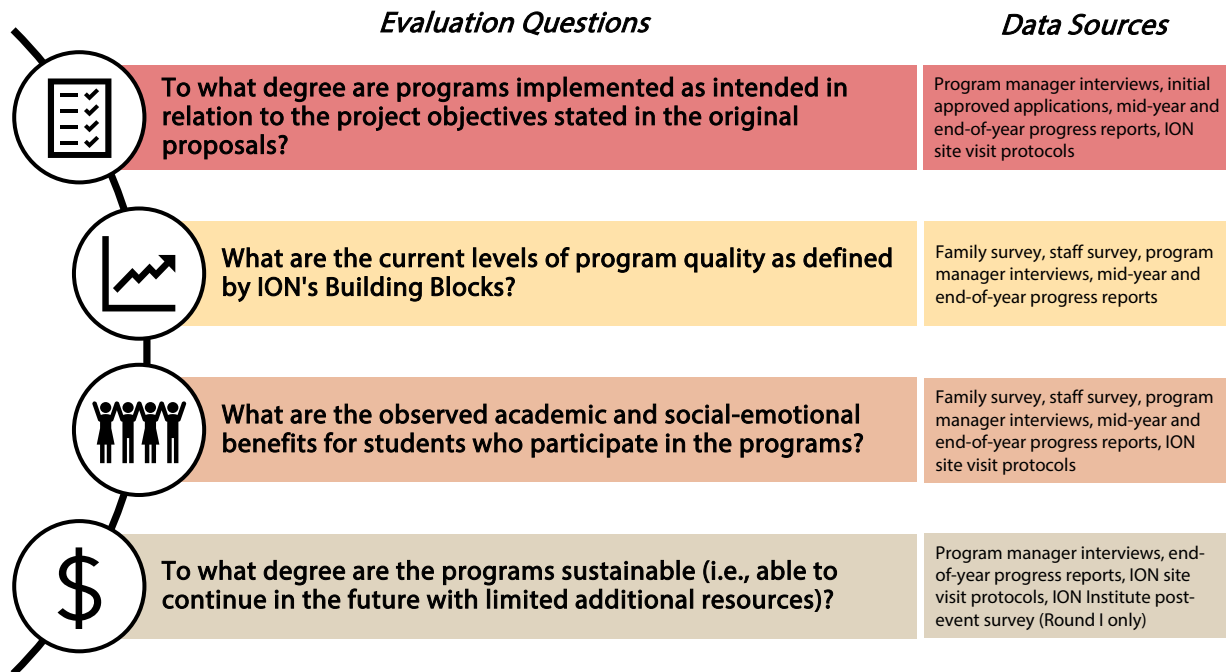 Evaluation Questions
Data Sources
To what degree are programs implemented as intended in
relation to the project objectives stated in the original
proposals?
Program manager interviews, initial
approved applications, mid-year and
end-of-year progress reports, ION
site visit protocols
What are the current levels of program quality as defined
by ION's Building Blocks?
Family survey, staff survey, program
manager interviews, mid-year and
end-of-year progress reports
What are the observed academic and social-emotional
benefits for students who participate in the programs?
Family survey, staff survey, program
manager interviews, mid-year and
end-of-year progress reports, ION
site visit protocols
$
To what degree are the programs sustainable (i.e., able to
continue in the future with limited additional resources)?
Program manager interviews, end-
of-year progress reports, ION site
visit protocols, ION Institute post-
event survey (Round I only)